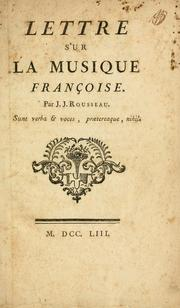 LETTRE
SUR
LA MUSIQUE
FRANÇOISE.
Par J. J. ROUSSEAU.
Sunt verba & voces, prætereaque, nihil.
M. DCC. LIII.